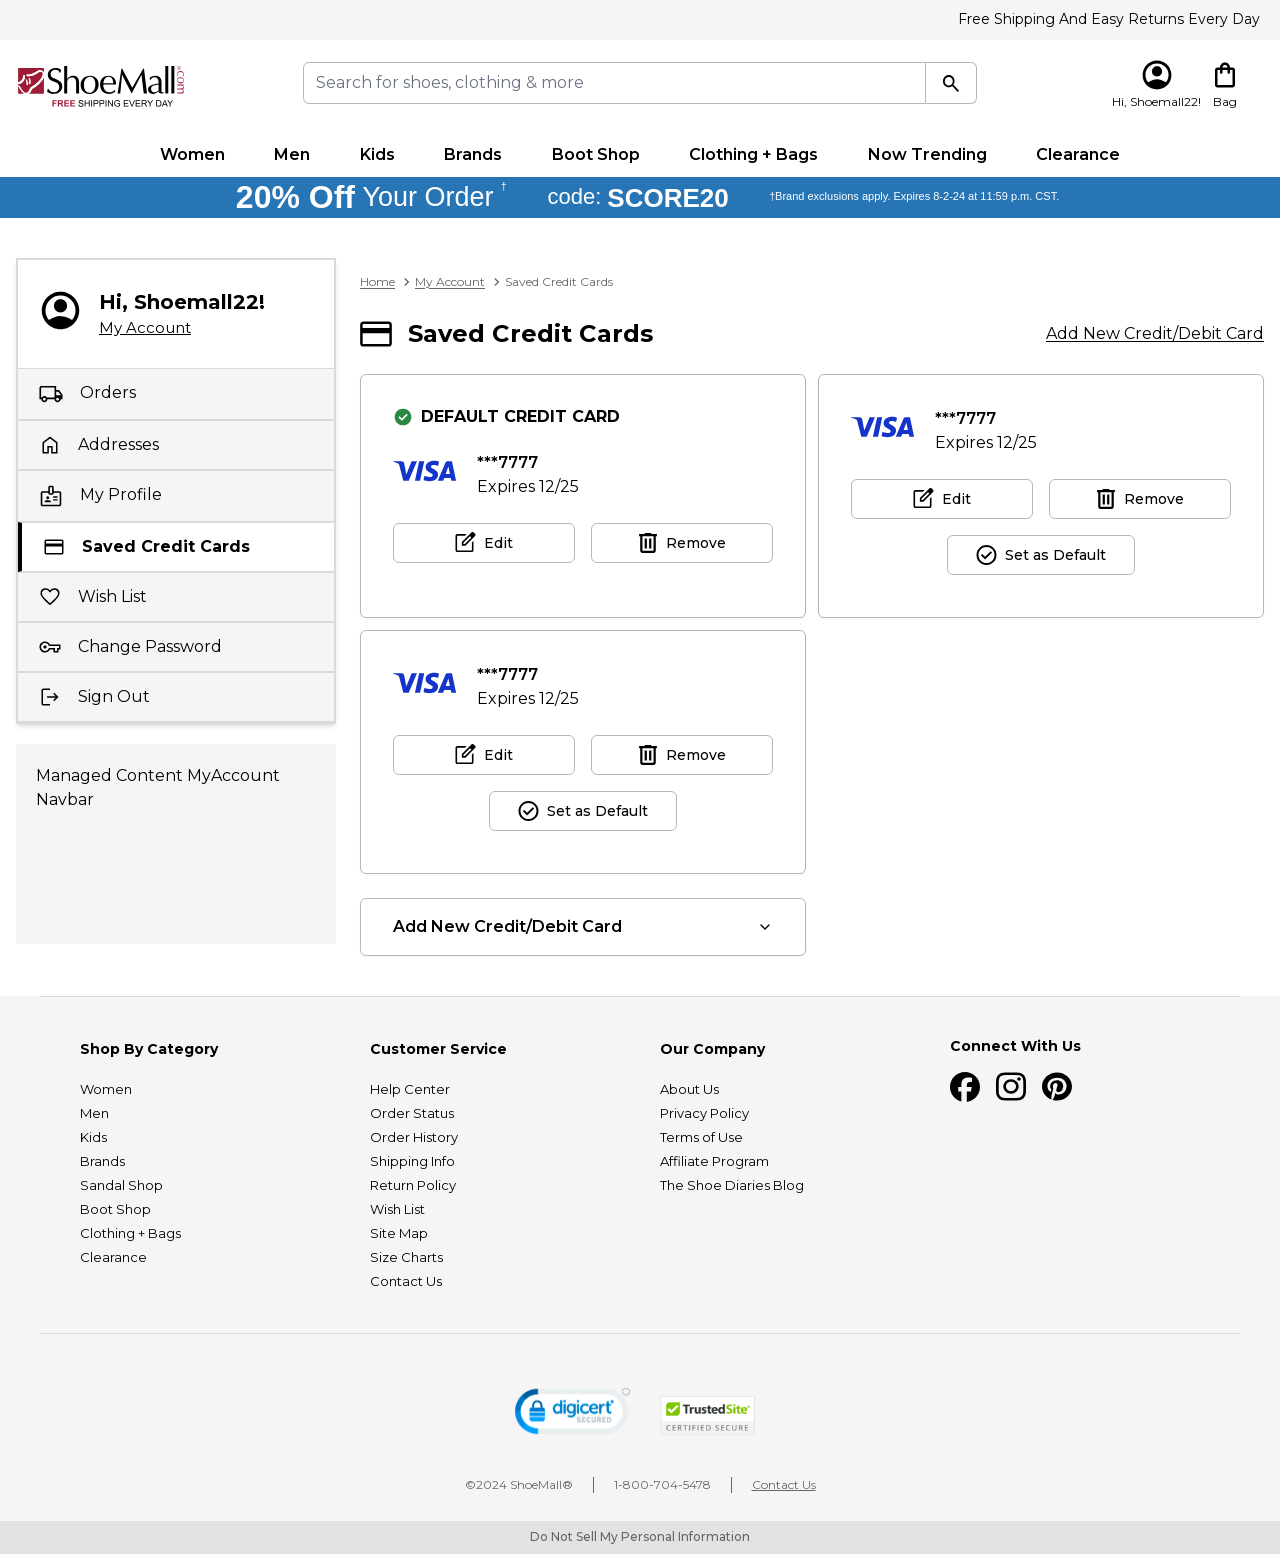 Free Shipping And Easy Returns Every Day
ShoeMall.com
FREE SHIPPING EVERY DAY
Search for shoes, clothing & more
Hi, Shoemall22!
Bag
Women Men Kids Brands Boot Shop Clothing + Bags Now Trending Clearance
20% Off Your Order † code: SCORE20 †Brand exclusions apply. Expires 8-2-24 at 11:59 p.m. CST.
Hi, Shoemall22!
My Account
Orders
Addresses
My Profile
Saved Credit Cards
Wish List
Change Password
Sign Out
Managed Content MyAccount
Navbar
Home > My Account > Saved Credit Cards
Saved Credit Cards
Add New Credit/Debit Card
DEFAULT CREDIT CARD
VISA
***7777
Expires 12/25
Edit
Remove
VISA
***7777
Expires 12/25
Edit
Remove
Set as Default
VISA
***7777
Expires 12/25
Edit
Remove
Set as Default
Add New Credit/Debit Card
Shop By Category
Women
Men
Kids
Brands
Sandal Shop
Boot Shop
Clothing + Bags
Clearance
Customer Service
Help Center
Order Status
Order History
Shipping Info
Return Policy
Wish List
Site Map
Size Charts
Contact Us
Our Company
About Us
Privacy Policy
Terms of Use
Affiliate Program
The Shoe Diaries Blog
Connect With Us
digicert
SECURED
TrustedSite
CERTIFIED SECURE
©2024 ShoeMall® | 1-800-704-5478 | Contact Us
Do Not Sell My Personal Information